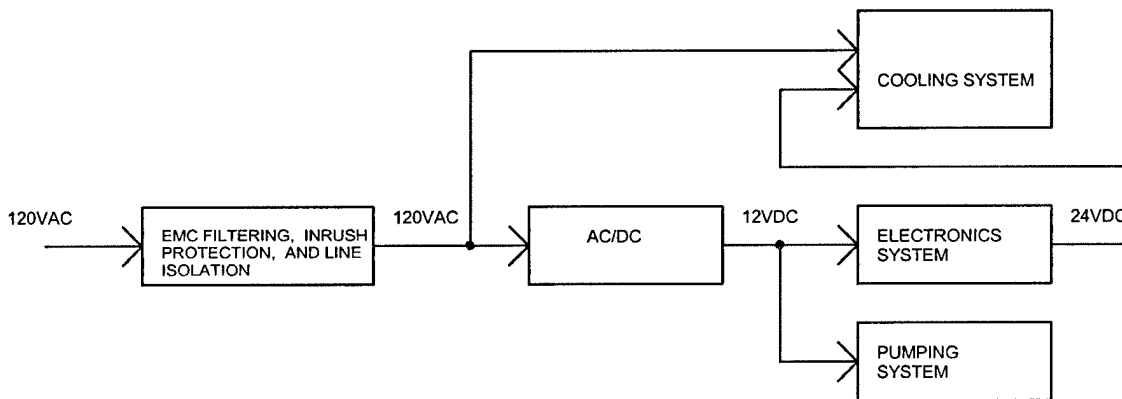 COOLING SYSTEM
120VAC
EMC FILTERING, INRUSH
PROTECTION, AND LINE
ISOLATION
120VAC
AC/DC
12VDC
ELECTRONICS
SYSTEM
24VDC
PUMPING
SYSTEM